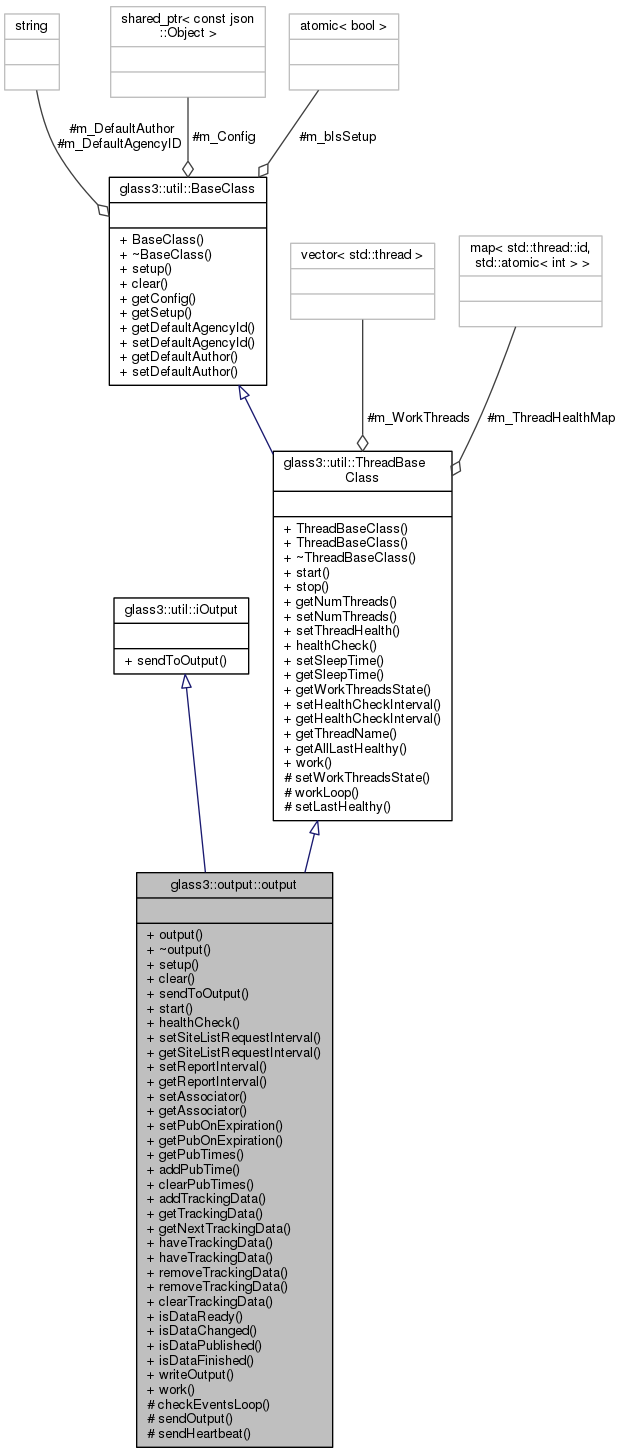 string
shared_ptr< const json
::Object >
atomic< bool >
#m_DefaultAuthor
#m_DefaultAgencyID
#m_Config
#m_bIsSetup
glass3::util::BaseClass
+ BaseClass()
+ ~BaseClass()
+ setup()
+ clear()
+ getConfig()
+ getSetup()
+ getDefaultAgencyId()
+ setDefaultAgencyId()
+ getDefaultAuthor()
+ setDefaultAuthor()
vector< std::thread >
map< std::thread::id,
std::atomic< int > >
#m_WorkThreads
#m_ThreadHealthMap
glass3::util::ThreadBase
Class
+ ThreadBaseClass()
+ ThreadBaseClass()
+ ~ThreadBaseClass()
+ start()
+ stop()
+ getNumThreads()
+ setNumThreads()
+ setThreadHealth()
+ healthCheck()
+ setSleepTime()
+ getSleepTime()
+ getWorkThreadsState()
+ setHealthCheckInterval()
+ getHealthCheckInterval()
+ getThreadName()
+ getAllLastHealthy()
+ work()
# setWorkThreadsState()
# workLoop()
# setLastHealthy()
glass3::util::iOutput
+ sendToOutput()
glass3::output::output
+ output()
+ ~output()
+ setup()
+ clear()
+ sendToOutput()
+ start()
+ healthCheck()
+ setSiteListRequestInterval()
+ getSiteListRequestInterval()
+ setReportInterval()
+ getReportInterval()
+ setAssociator()
+ getAssociator()
+ setPubOnExpiration()
+ getPubOnExpiration()
+ getPubTimes()
+ addPubTime()
+ clearPubTimes()
+ addTrackingData()
+ getTrackingData()
+ getNextTrackingData()
+ haveTrackingData()
+ haveTrackingData()
+ removeTrackingData()
+ removeTrackingData()
+ clearTrackingData()
+ isDataReady()
+ isDataChanged()
+ isDataPublished()
+ isDataFinished()
+ writeOutput()
+ work()
# checkEventsLoop()
# sendOutput()
# sendHeartbeat()